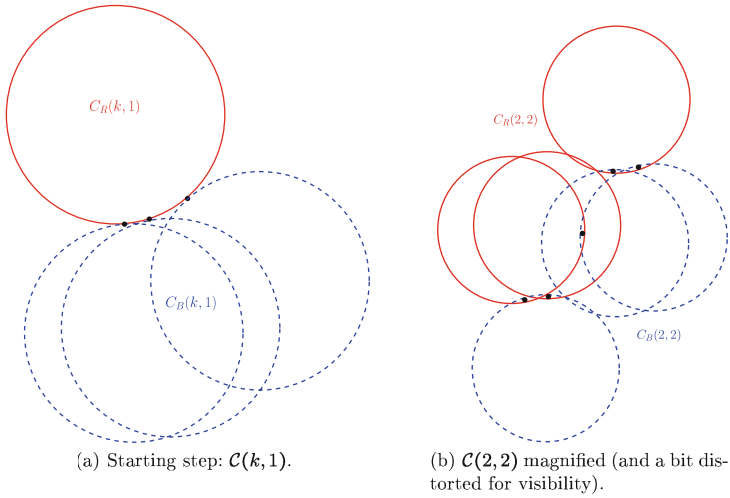 C_R(k, 1)
C_B(k, 1)
(a) Starting step: C(k, 1).
C_R(2, 2)
C_B(2, 2)
(b) C(2, 2) magnified (and a bit dis-
torted for visibility).